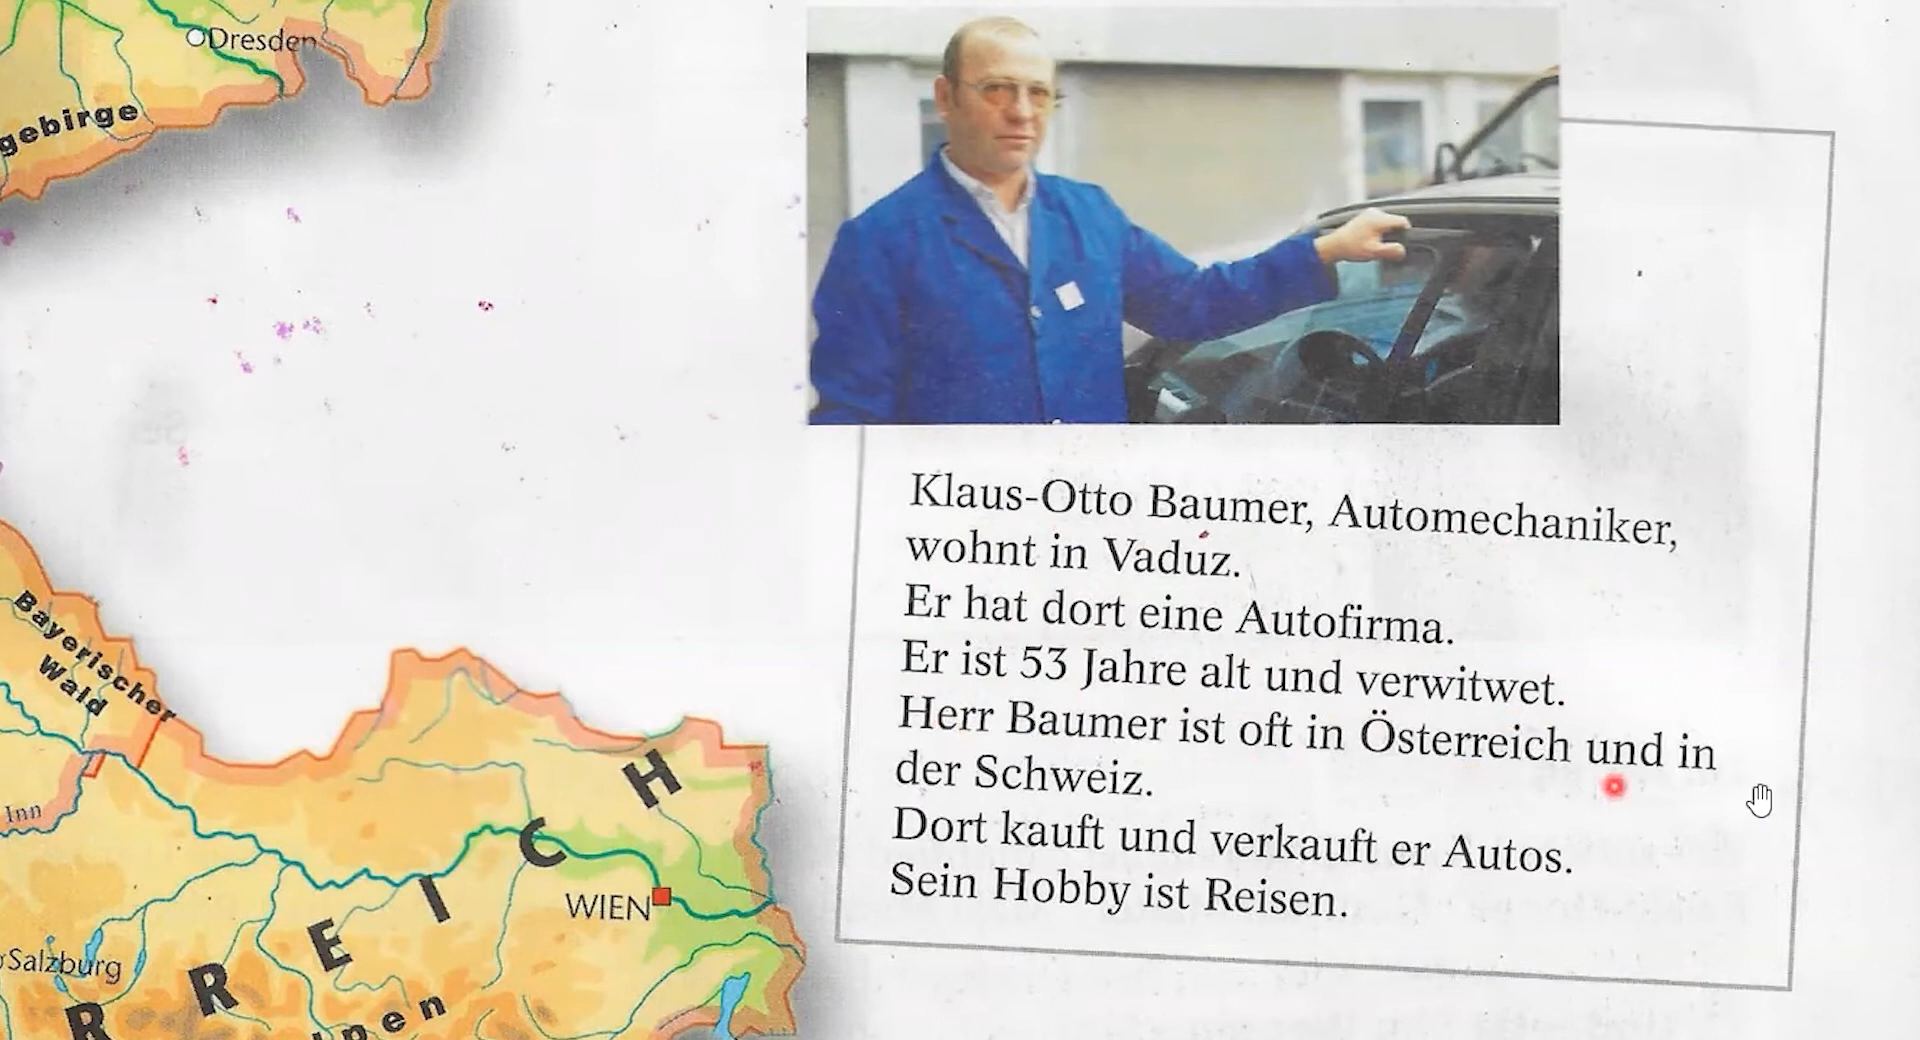 Dresden
gebirge
Klaus-Otto Baumer, Automechaniker,
wohnt in Vaduz.
Er hat dort eine Autofirma.
Er ist 53 Jahre alt und verwitwet.
Herr Baumer ist oft in Österreich und in
der Schweiz.
Dort kauft und verkauft er Autos.
Sein Hobby ist Reisen.
Bayerischer
Wald
Inn
RREICH
WIEN
Salzburg
lpen